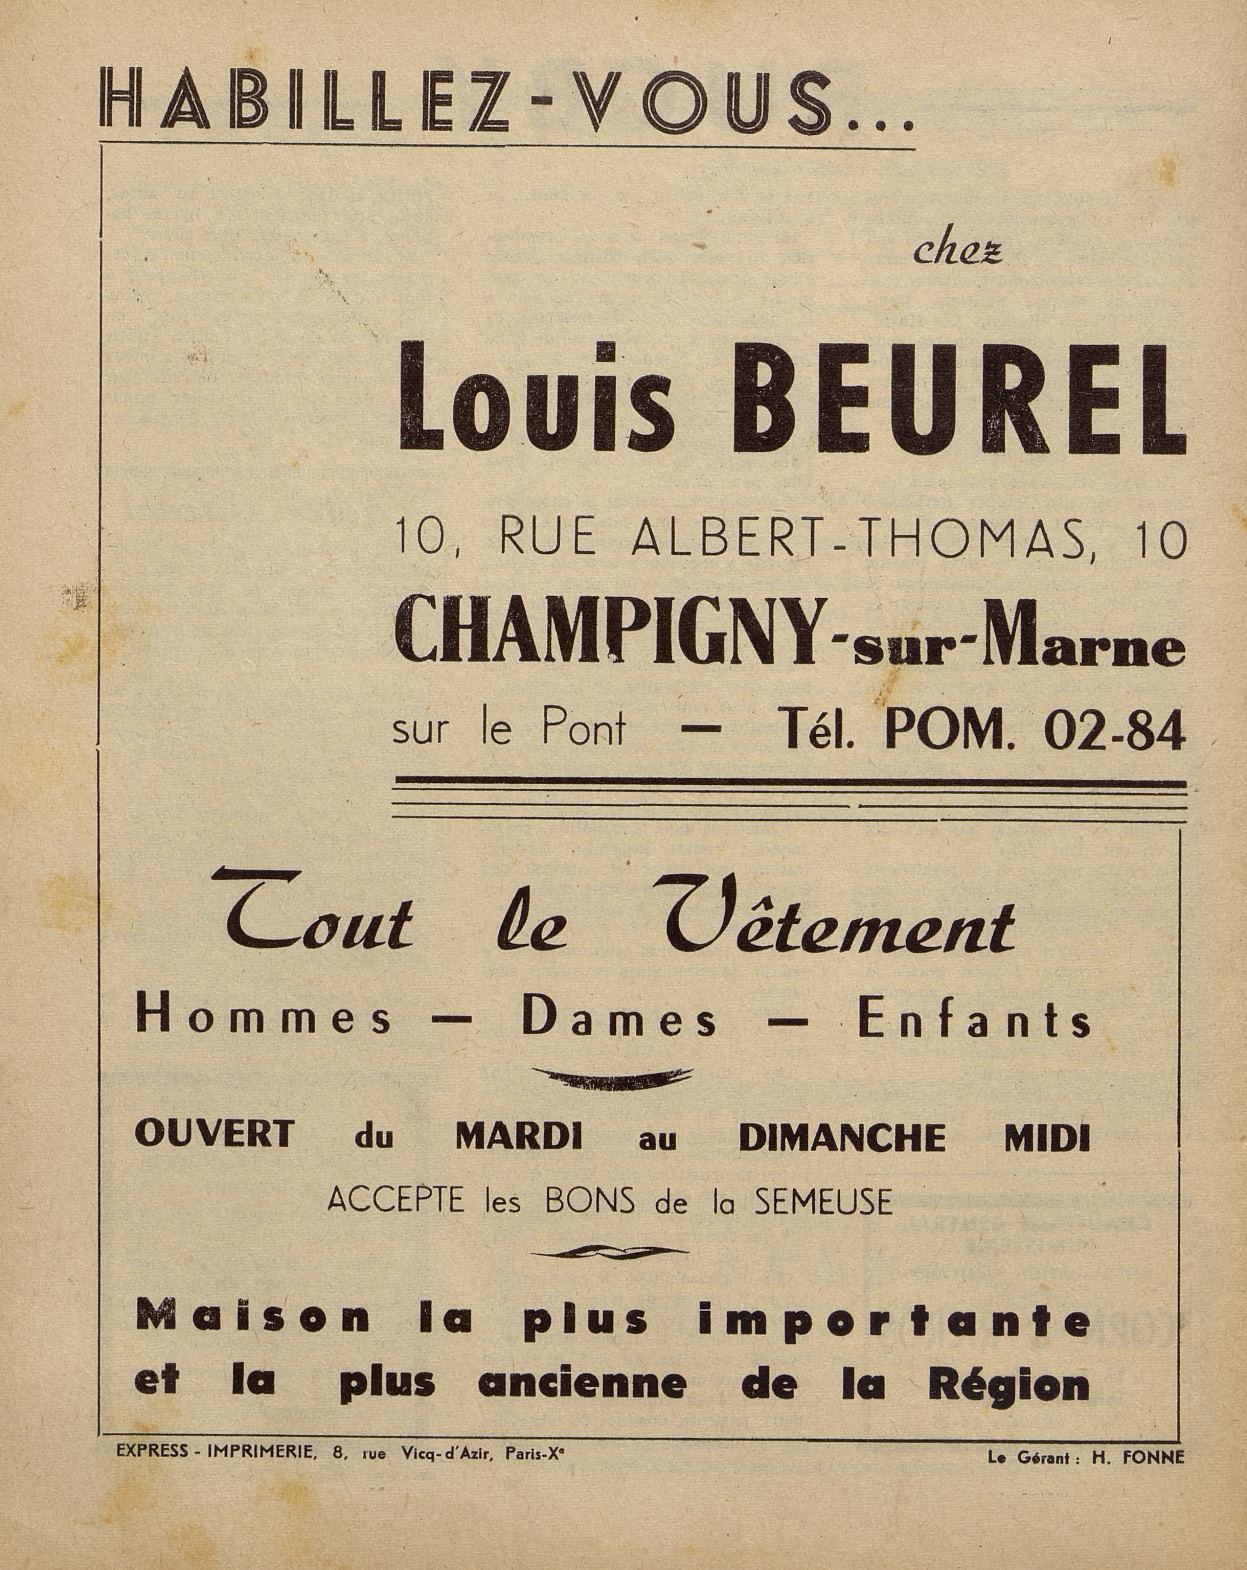 HABILLEZ-VOUS...
chez
Louis BEUREL
10, RUE ALBERT-THOMAS, 10
CHAMPIGNY-sur-Marne
sur le Pont — Tél. POM. 02-84
Tout le Vêtement
Hommes — Dames — Enfants
OUVERT du MARDI au DIMANCHE MIDI
ACCEPTE les BONS de la SEMEUSE
Maison la plus importante
et la plus ancienne de la Région
EXPRESS - IMPRIMERIE, 8, rue Vicq-d'Azir, Paris-Xᵉ
Le Gérant : H. FONNE